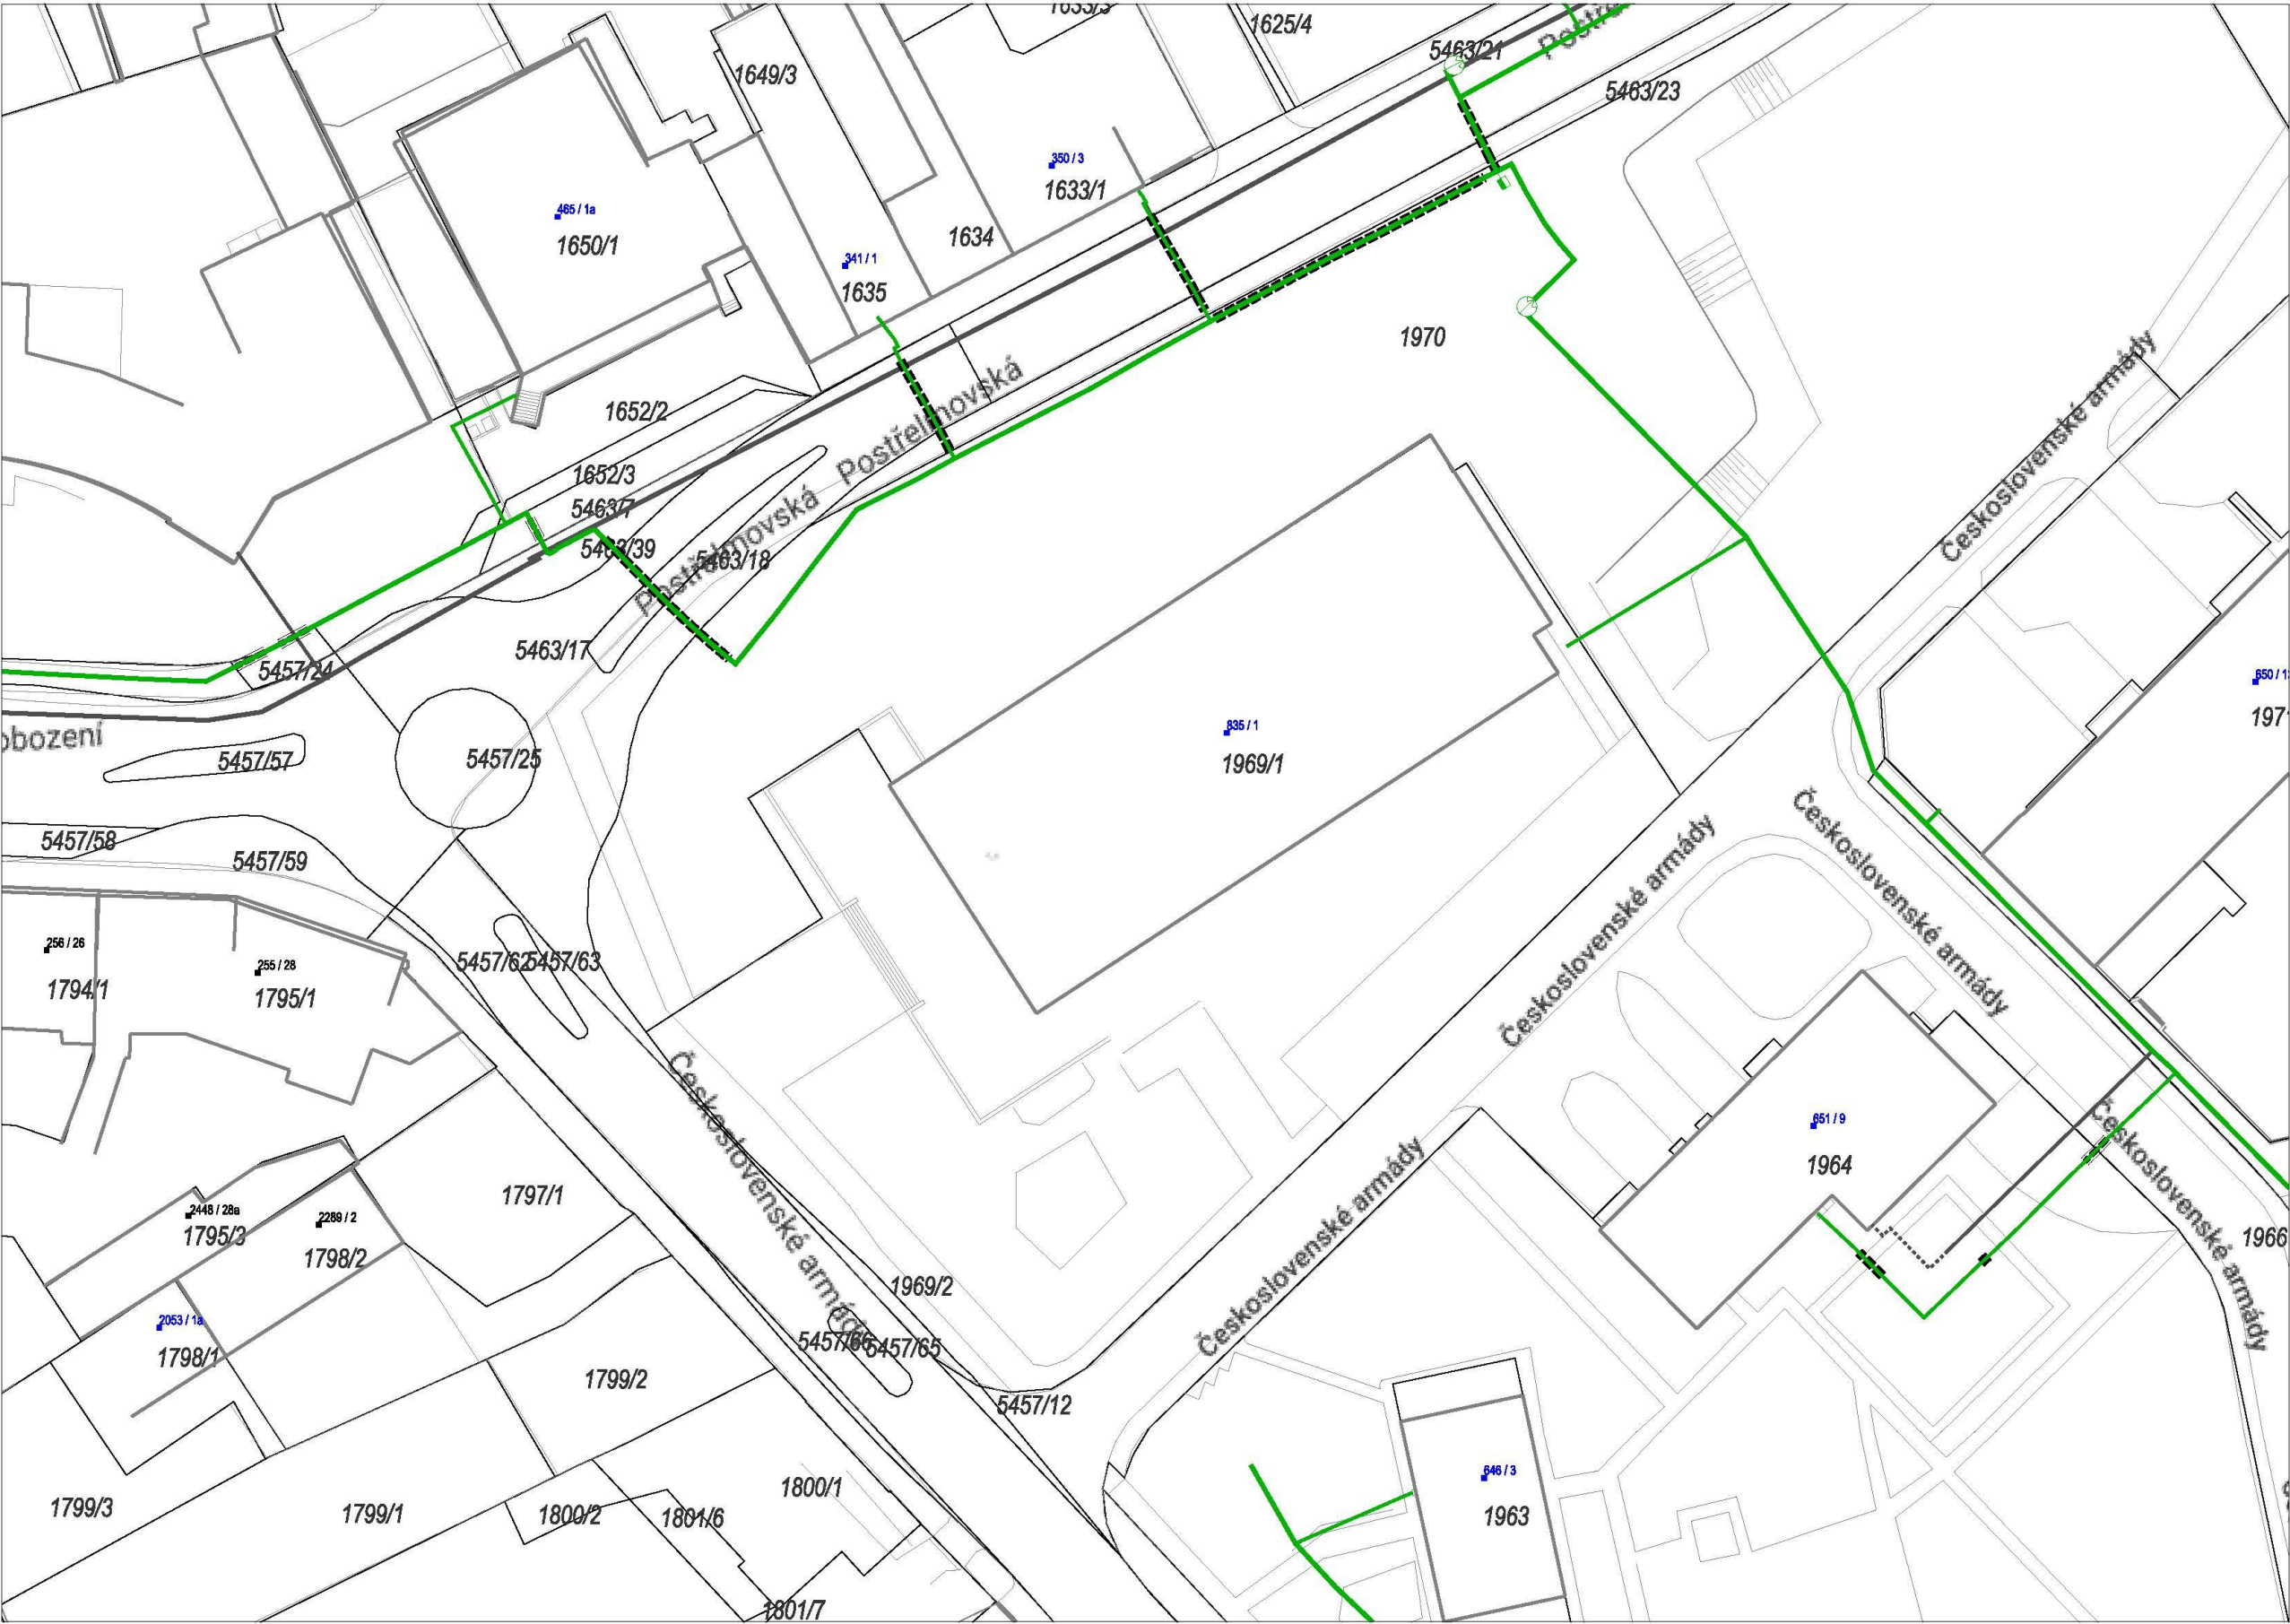 1633/3
1625/4
5463/21
1649/3
5463/23
350 / 3
1633/1
465 / 1a
1650/1
1634
341 / 1
1635
1970
1652/2
Postřelmovská
Československé armády
1652/3
5463/7
5463/39
5463/18
Postřelmovská
5463/17
5457/24
650 / 1
835 / 1
1969/1
5457/57
5457/25
5457/58
5457/59
Československé armády
Československé armády
256 / 26
1794/1
255 / 28
1795/1
5457/62
5457/63
Československé armády
651 / 9
1964
Československé armády
Československé armády
1797/1
2448 / 28a
1795/3
2289 / 2
1798/2
1966
1969/2
2053 / 1a
1798/1
5457/66
5457/65
1799/2
5457/12
646 / 3
1963
1799/3
1799/1
1800/2
1801/6
1800/1
1801/7